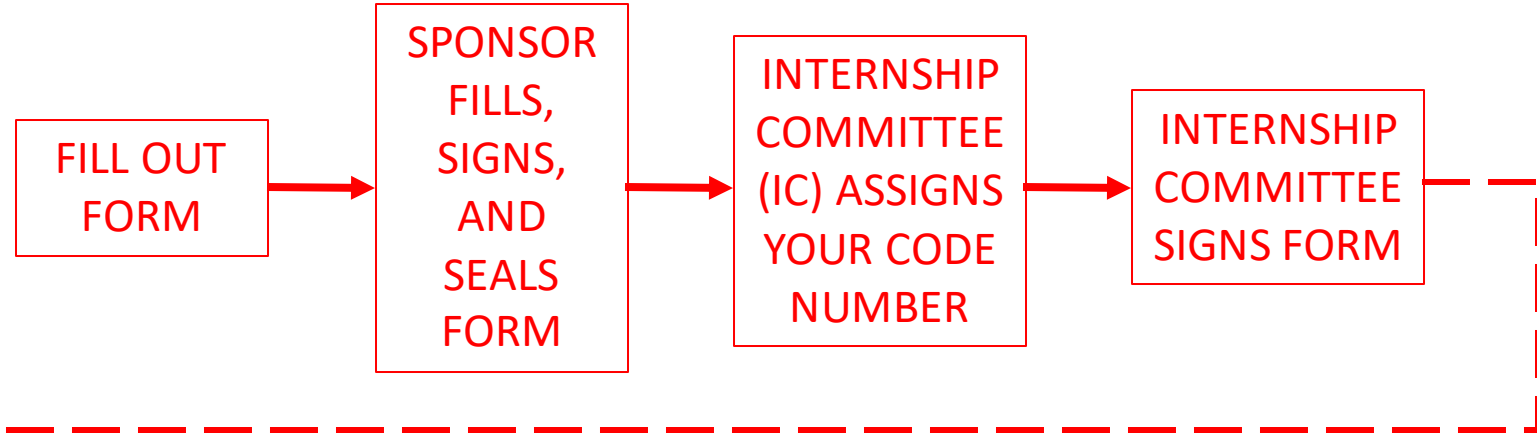 FILL OUT
FORM
SPONSOR
FILLS,
SIGNS,
AND
SEALS
FORM
INTERNSHIP
COMMITTEE
(IC) ASSIGNS
YOUR CODE
NUMBER
INTERNSHIP
COMMITTEE
SIGNS FORM